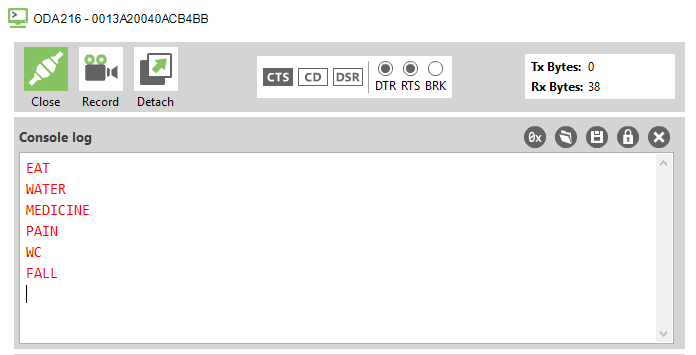 ODA216 - 0013A20040ACB4BB
Close Record Detach
CTS CD DSR
DTR RTS BRK
Tx Bytes: 0
Rx Bytes: 38
Console log
0x
EAT
WATER
MEDICINE
PAIN
WC
FALL